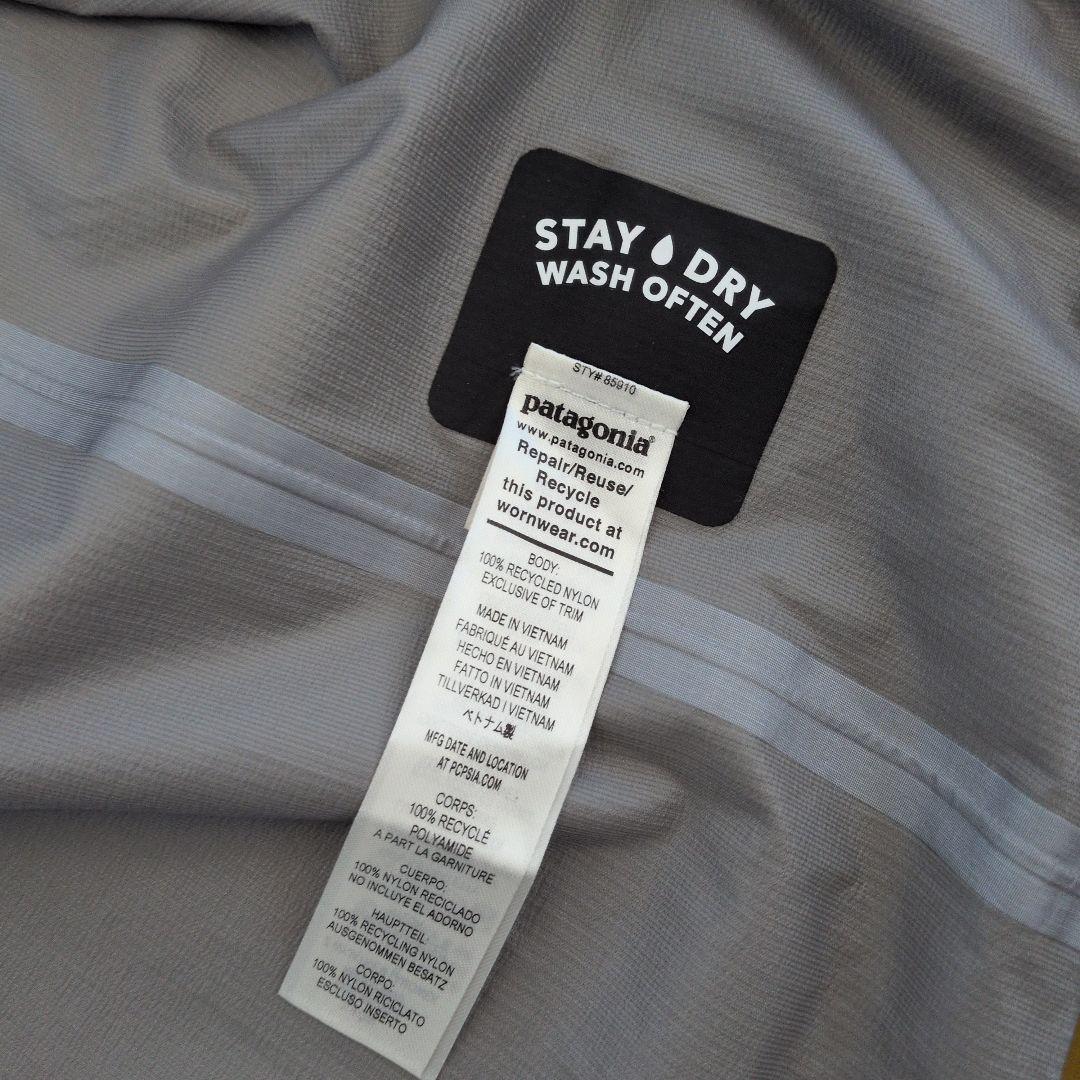 STAY DRY
WASH OFTEN
STY# 85910
patagonia®
www.patagonia.com
Repair/Reuse/
Recycle
this product at
wornwear.com
BODY:
100% RECYCLED NYLON
EXCLUSIVE OF TRIM
MADE IN VIETNAM
FABRIQUÉ AU VIETNAM
HECHO EN VIETNAM
FATTO IN VIETNAM
TILLVERKAD I VIETNAM
ベトナム製
MFG DATE AND LOCATION
AT PCPSIA.COM
CORPS:
100% RECYCLÉ
POLYAMIDE
A PART LA GARNITURE
CUERPO:
100% NYLON RECICLADO
NO INCLUYE EL ADORNO
HAUPTTEIL:
100% RECYCLING NYLON
AUSGENOMMEN BESATZ
CORPO:
100% NYLON RICICLATO
ESCLUSO INSERTO